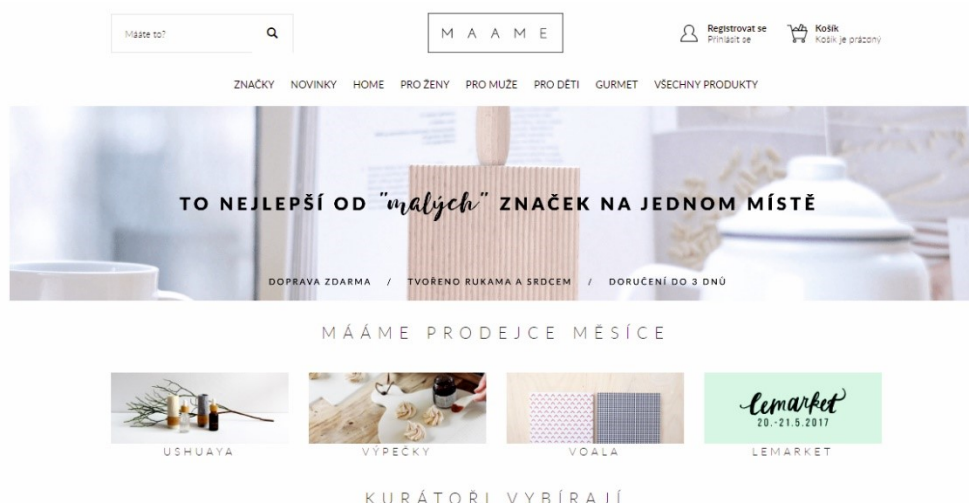 Mááte to?
MAAME
Registrovat se
Přihlásit se
Košík
Košík je prázdný
ZNAČKY NOVINKY HOME PRO ŽENY PRO MUŽE PRO DĚTI GURMET VŠECHNY PRODUKTY
TO NEJLEPŠÍ OD "malých" ZNAČEK NA JEDNOM MÍSTĚ
DOPRAVA ZDARMA / TVOŘENO RUKAMA A SRDCEM / DORUČENÍ DO 3 DNŮ
MÁÁME PRODEJCE MĚSÍCE
lemarket
20.-21.5.2017
USHUAYA VÝPEČKY VOALA LEMARKET
KURÁTOŘI VYBÍRAJÍ